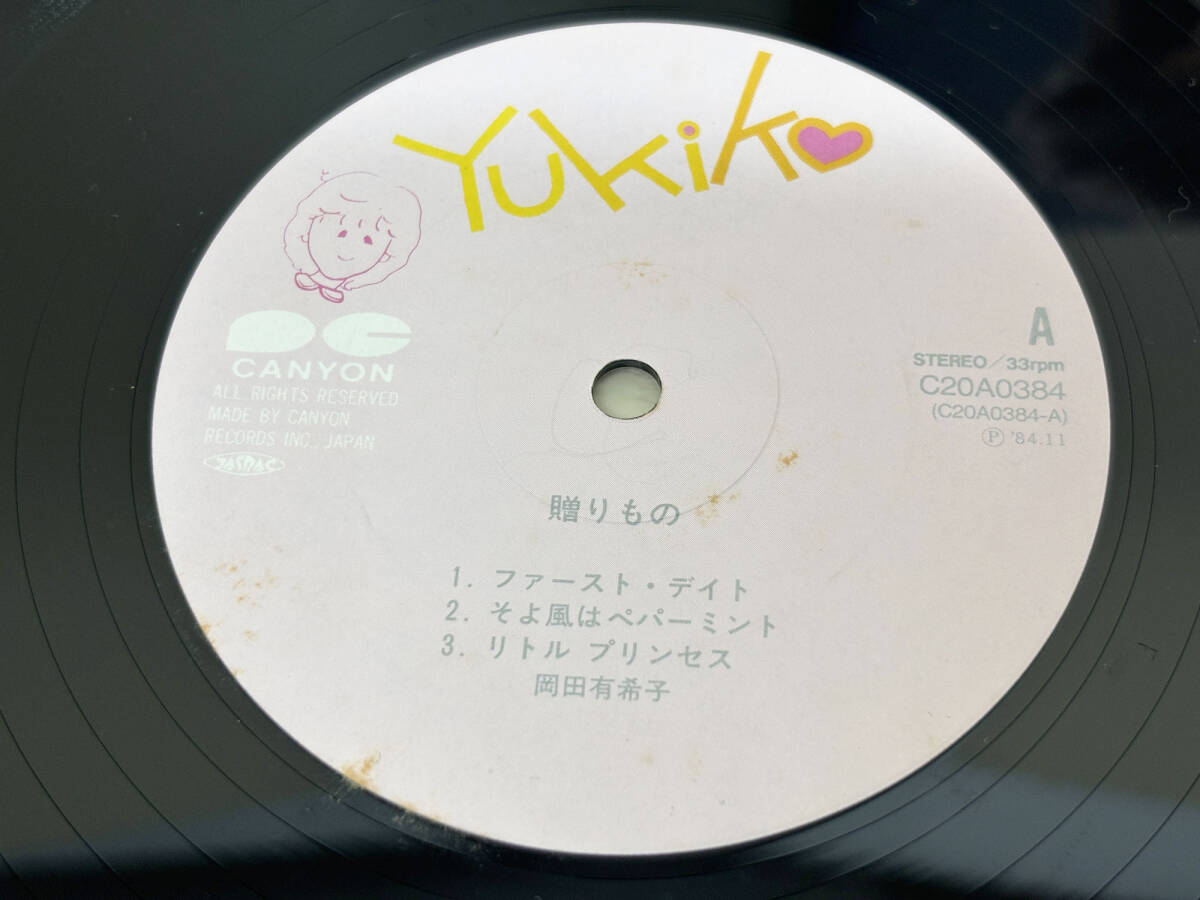 Yukiko
CANYON
ALL RIGHTS RESERVED
MADE BY CANYON
RECORDS INC., JAPAN
JASRAC
A
STEREO／33rpm
C20A0384
(C20A0384-A)
Ⓟ '84.11
贈りもの
1. ファースト・デイト
2. そよ風はペパーミント
3. リトル プリンセス
岡田有希子